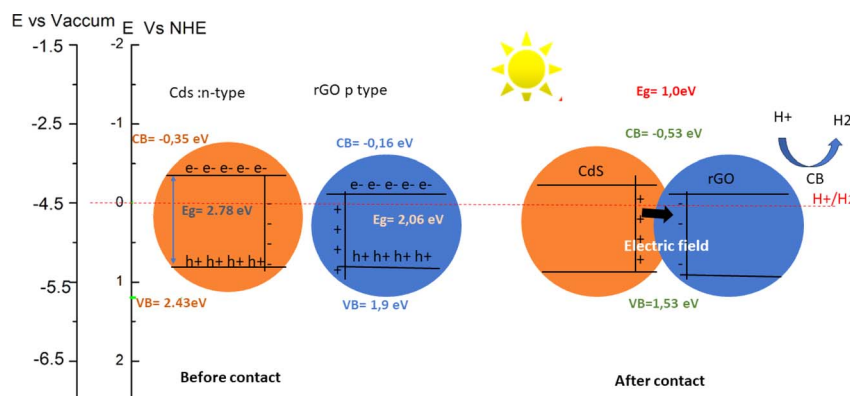 E vs Vaccum
E Vs NHE
-1.5
-2.5
-3.5
-4.5
-5.5
-6.5
-2
-1
0
1
2
Cds :n-type
CB= -0,35 eV
e- e- e- e- e-
Eg= 2.78 eV
- - - - -
h+ h+ h+ h+
VB= 2.43eV
rGO p type
CB= -0,16 eV
e- e- e- e- e-
+
+
+
+
Eg= 2,06 eV
h+ h+ h+ h+
VB= 1,9 eV
Before contact
Eg= 1,0eV
CB= -0,53 eV
CdS
rGO
+
+
+
+
+
Electric field
VB=1,53 eV
H+
H2
CB
H+/H2
After contact